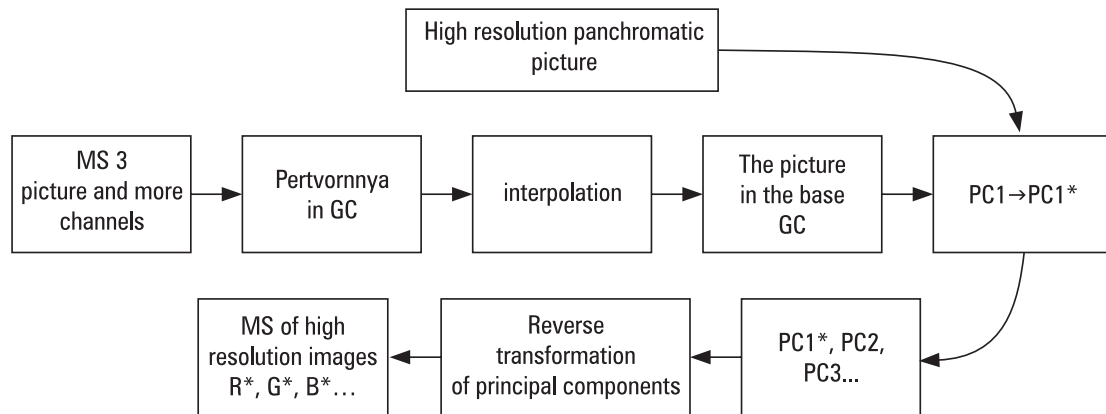 High resolution panchromatic
picture
MS 3
picture and more
channels
Pertvornnya
in GC
interpolation
The picture
in the base
GC
PC1→PC1*
MS of high
resolution images
R*, G*, B*…
Reverse
transformation
of principal components
PC1*, PC2,
PC3...